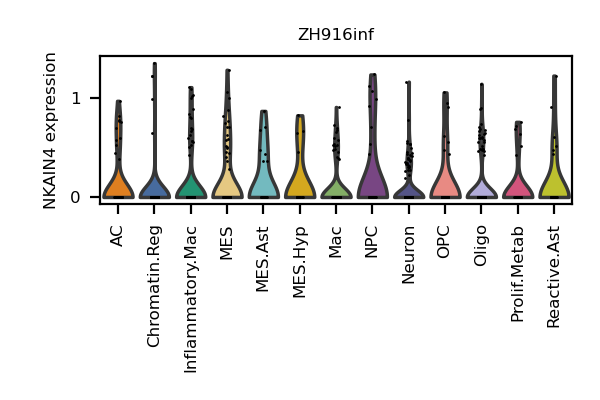 ZH916inf
NKAIN4 expression
1
0
AC
Chromatin.Reg
Inflammatory.Mac
MES
MES.Ast
MES.Hyp
Mac
NPC
Neuron
OPC
Oligo
Prolif.Metab
Reactive.Ast